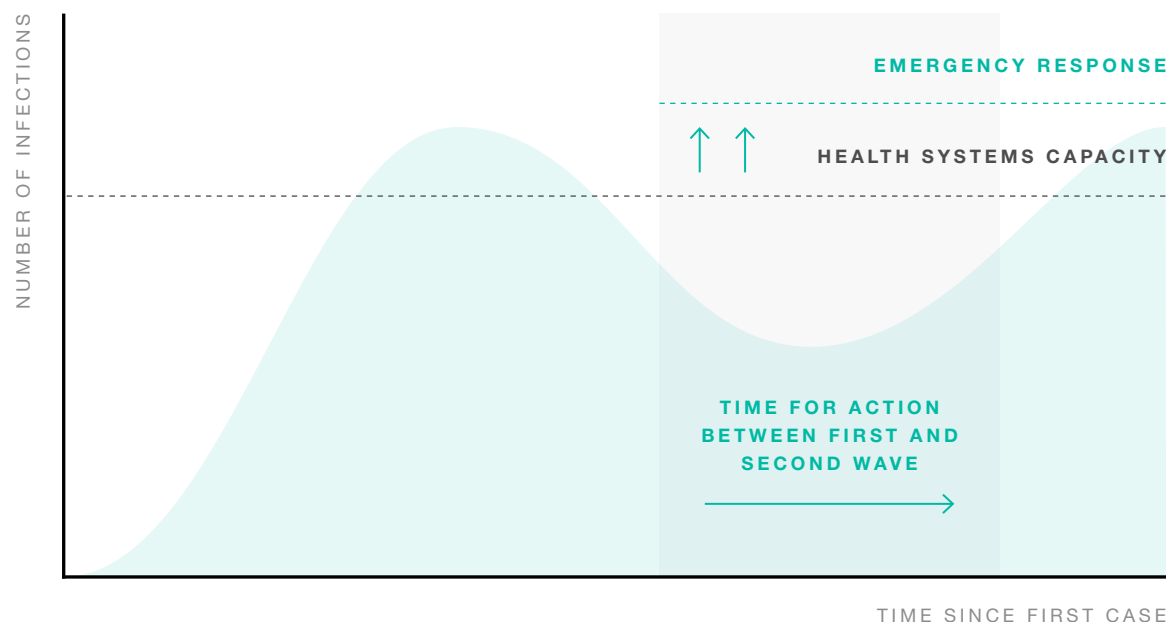 NUMBER OF INFECTIONS
EMERGENCY RESPONSE
HEALTH SYSTEMS CAPACITY
TIME FOR ACTION
BETWEEN FIRST AND
SECOND WAVE
TIME SINCE FIRST CASE